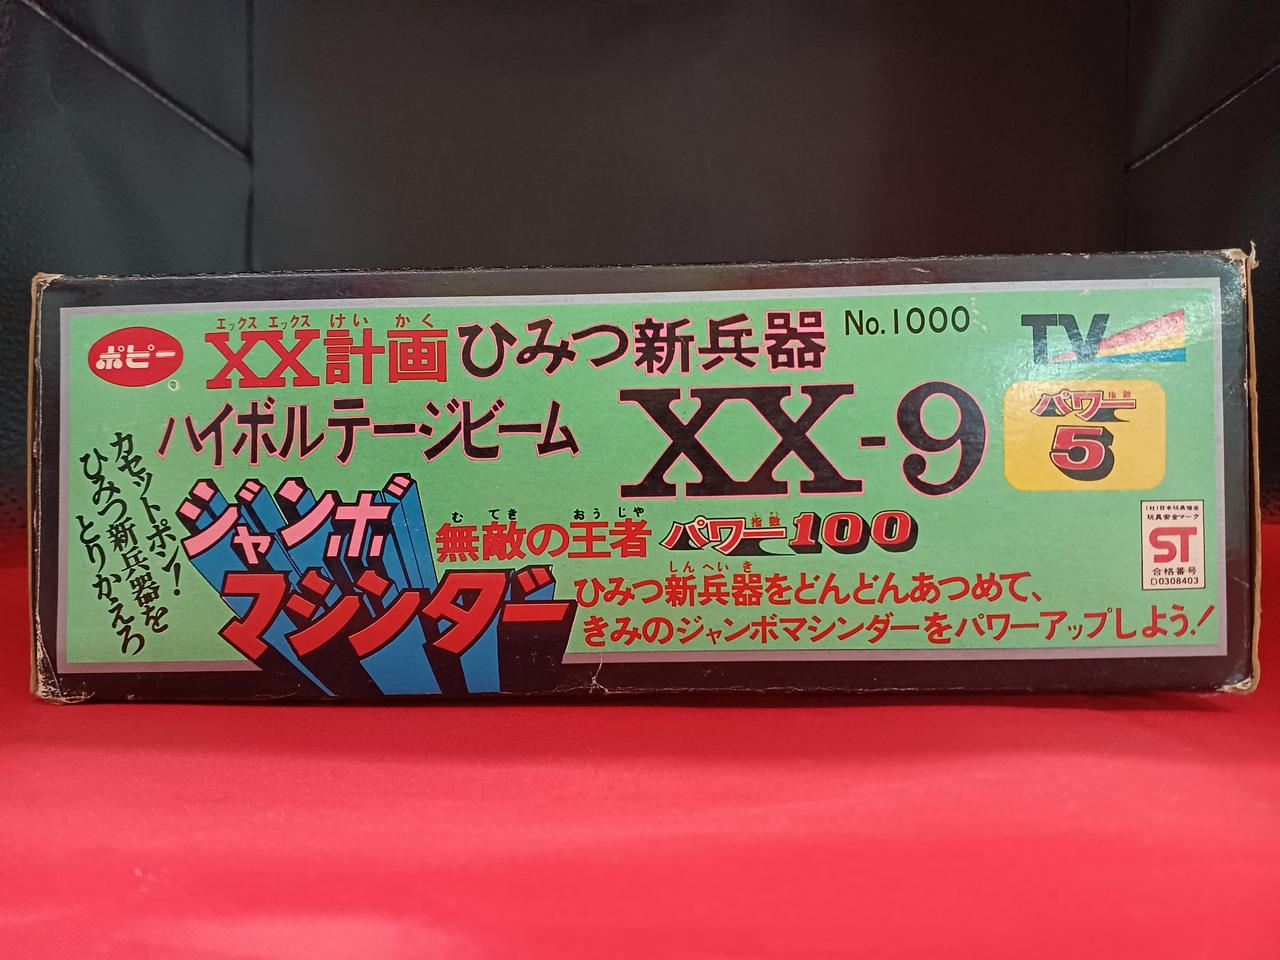 ポピー
エックス エックス けい かく
XX計画 ひみつ新兵器 No.1000
TV
ハイボルテージビーム XX-9
パワー指数
5
カセットポン!
ひみつ新兵器を
とりかえろ
ジャンボ
マシンダー
む てき おう じゃ
無敵の王者 パワー指数100
しん へい き
ひみつ新兵器をどんどんあつめて、
きみのジャンボマシンダーをパワーアップしよう!
(社)日本玩具協会
玩具安全マーク
ST
合格番号
D0308403